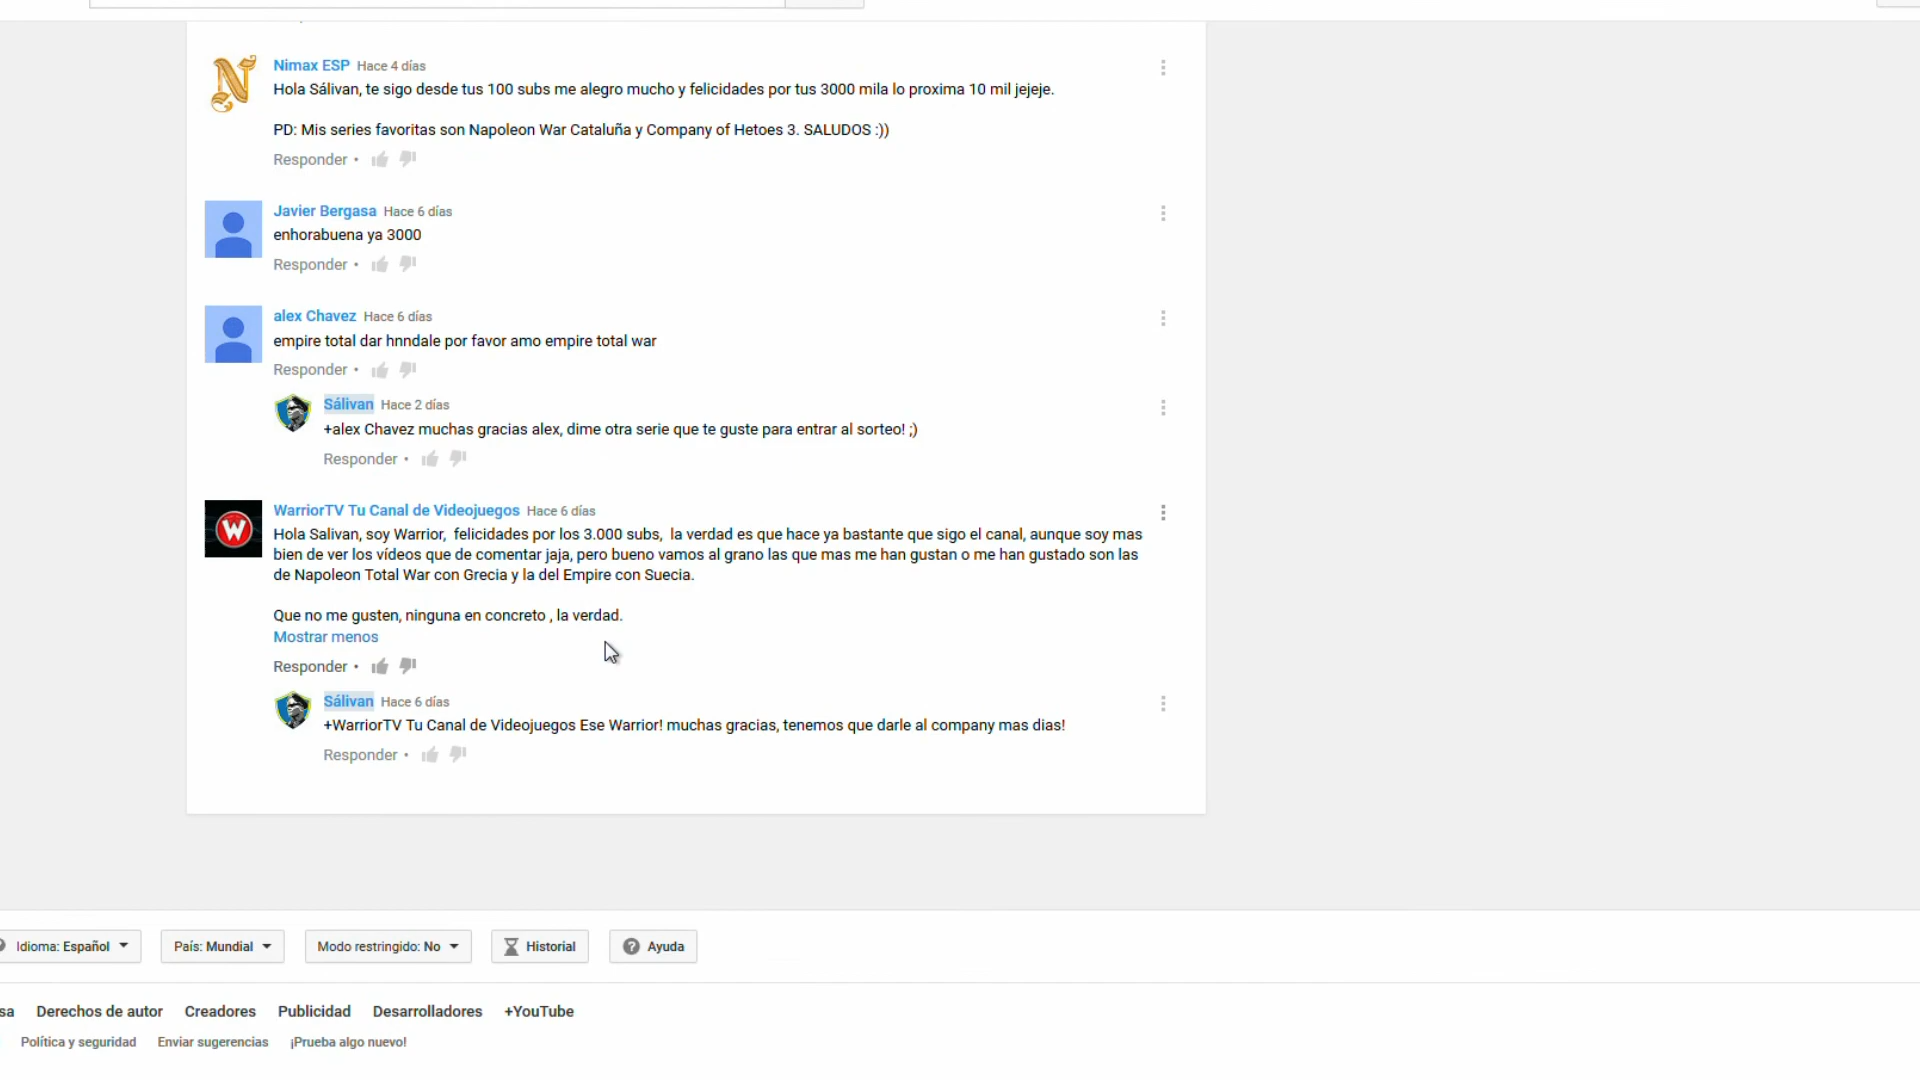 Nimax ESP Hace 4 días
Hola Sálivan, te sigo desde tus 100 subs me alegro mucho y felicidades por tus 3000 mila lo proxima 10 mil jejeje.
PD: Mis series favoritas son Napoleon War Cataluña y Company of Hetoes 3. SALUDOS :))
Responder •
Javier Bergasa Hace 6 días
enhorabuena ya 3000
Responder •
alex Chavez Hace 6 días
empire total dar hnndale por favor amo empire total war
Responder •
Sálivan Hace 2 días
+alex Chavez muchas gracias alex, dime otra serie que te guste para entrar al sorteo! ;)
Responder •
W
WarriorTV Tu Canal de Videojuegos Hace 6 días
Hola Salivan, soy Warrior, felicidades por los 3.000 subs, la verdad es que hace ya bastante que sigo el canal, aunque soy mas
bien de ver los vídeos que de comentar jaja, pero bueno vamos al grano las que mas me han gustan o me han gustado son las
de Napoleon Total War con Grecia y la del Empire con Suecia.
Que no me gusten, ninguna en concreto , la verdad.
Mostrar menos
Responder •
Sálivan Hace 6 días
+WarriorTV Tu Canal de Videojuegos Ese Warrior! muchas gracias, tenemos que darle al company mas dias!
Responder •
Idioma: Español País: Mundial Modo restringido: No Historial Ayuda
sa Derechos de autor Creadores Publicidad Desarrolladores +YouTube
Política y seguridad Enviar sugerencias ¡Prueba algo nuevo!